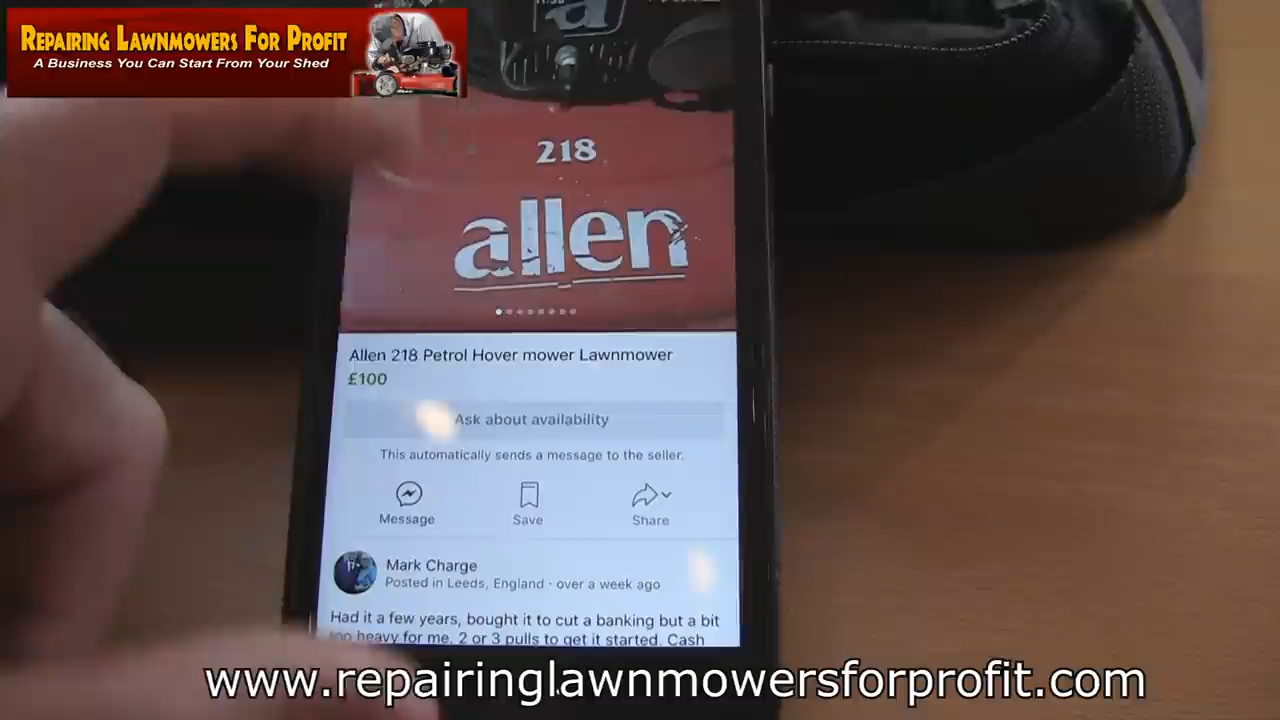 REPAIRING LAWNMOWERS FOR PROFIT
A Business You Can Start From Your Shed
218
allen
Allen 218 Petrol Hover mower Lawnmower
£100
Ask about availability
This automatically sends a message to the seller.
Message
Save
Share
Mark Charge
Posted in Leeds, England · over a week ago
Had it a few years, bought it to cut a banking but a bit
too heavy for me. 2 or 3 pulls to get it started. Cash
www.repairinglawnmowersforprofit.com